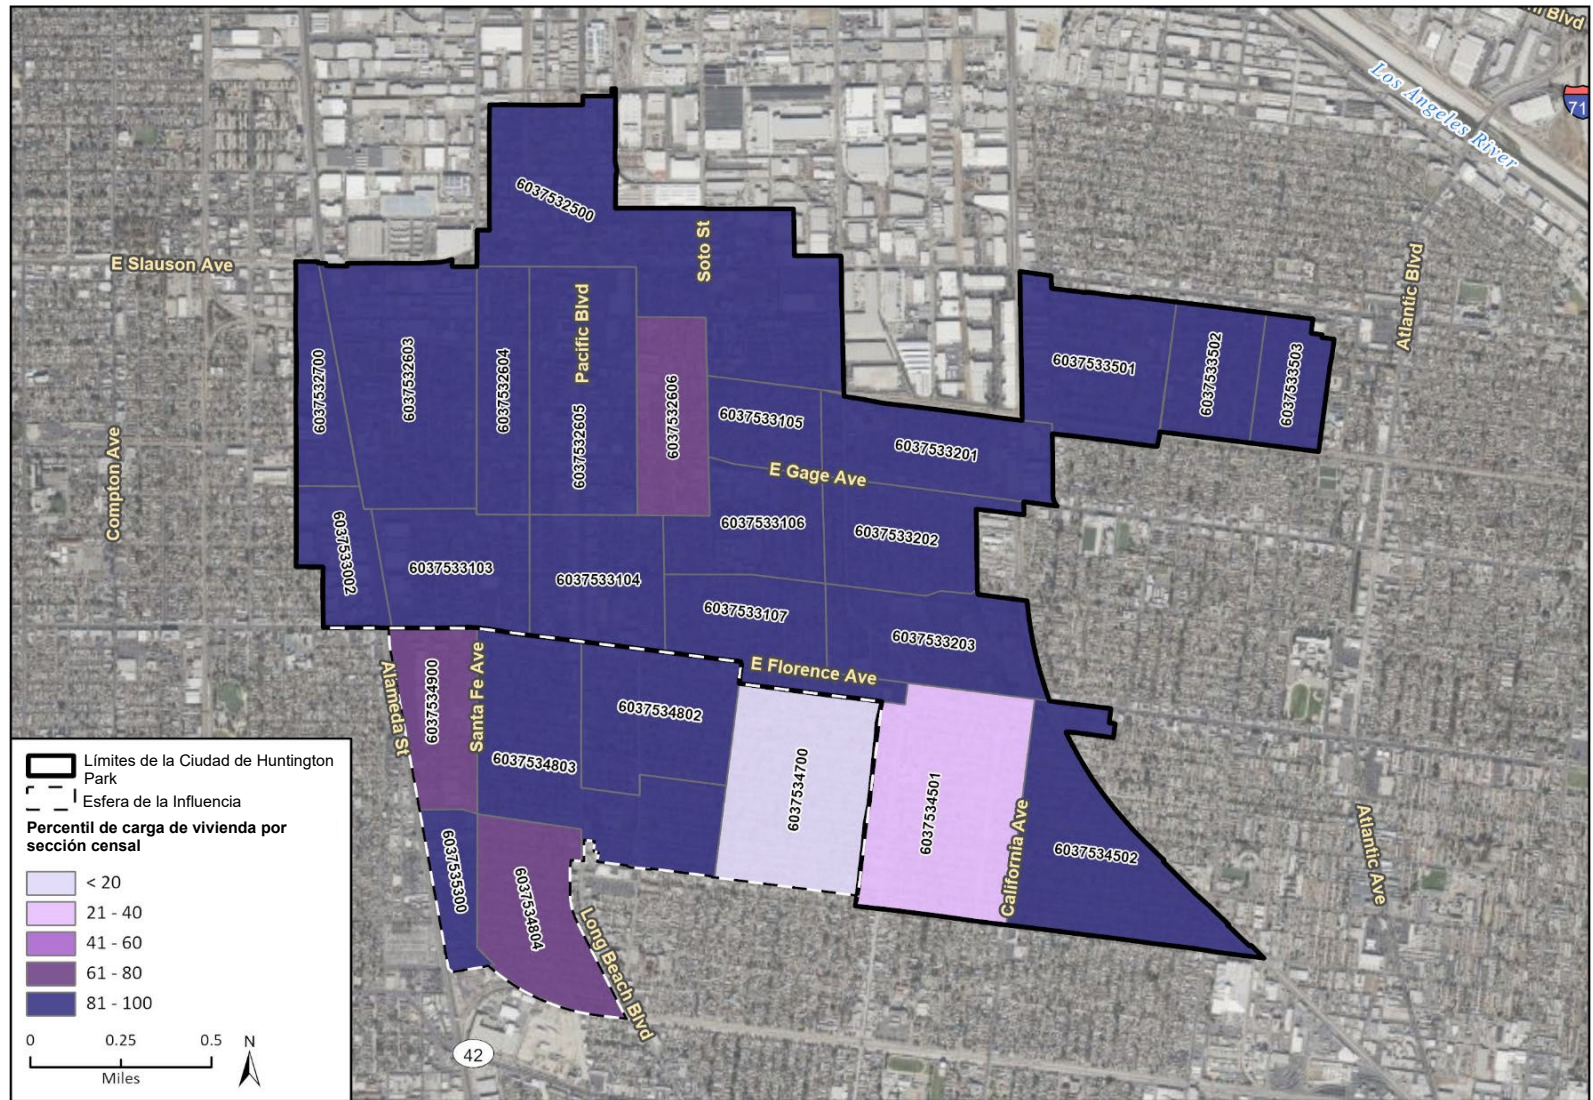 Los Angeles River
71
6037532500
E Slauson Ave
Soto St
Pacific Blvd
Atlantic Blvd
6037532700
6037532603
6037532604
6037532605
6037532606
6037533105
6037533201
6037533501
6037533502
6037533503
Compton Ave
E Gage Ave
6037533002
6037533103
6037533104
6037533106
6037533202
6037533107
6037533203
E Florence Ave
Alameda St
6037534900
Santa Fe Ave
6037534802
6037534803
6037534700
6037534501
California Ave
6037534502
Atlantic Ave
6037535300
6037534804
Long Beach Blvd
42
Límites de la Ciudad de Huntington
Park
Esfera de la Influencia
Percentil de carga de vivienda por
sección censal
< 20
21 - 40
41 - 60
61 - 80
81 - 100
0 0.25 0.5
Miles
N